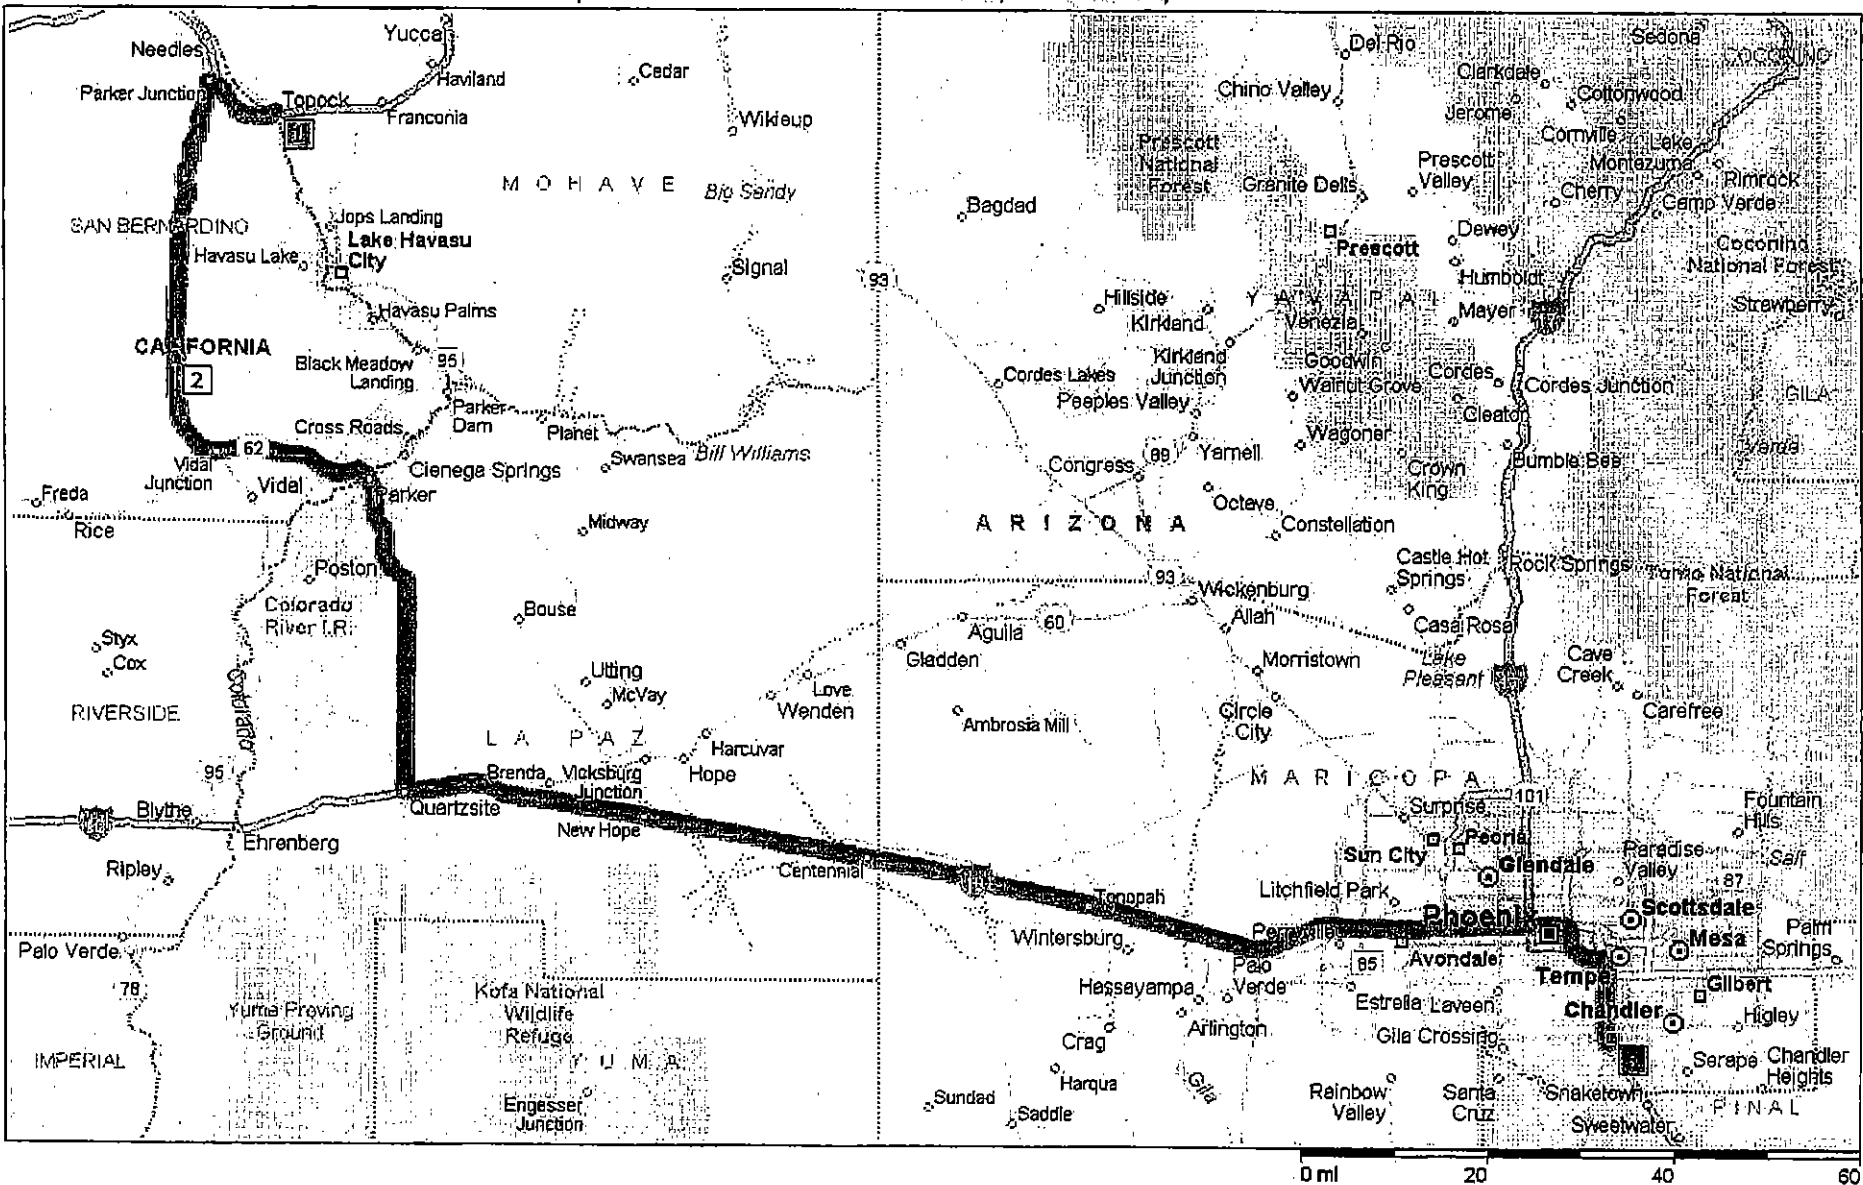 Needles
Yucca
Haviland
Parker Junction
Topock
Franconia
Cedar
Wikieup
Del Rio
Chino Valley
Clarkdale
Jerome
Cottonwood
Cornville
Sedona
COCONINO
Lake
Montezuma
Rimrock
Camp Verde
Cherry
Prescott
Valley
Prescott
National
Forest
Granite Dells
Prescott
Dewey
Humboldt
Mayer
Coconino
National Forest
Strawberry
MOHAVE
Big Sandy
Bagdad
SAN BERNARDINO
Jops Landing
Lake Havasu
City
Havasu Lake
Havasu Palms
Signal
93
Hillside
Kirkland
YAVAPAI
Venezia
Kirkland
Junction
Goodwin
Walnut Grove
Cordes
Cordes Junction
Cleator
GILA
CALIFORNIA
2
Black Meadow
Landing
95
Parker
Dam
Cordes Lakes
Peeples Valley
Cross Roads
Planet
Wagoner
62
Vidal
Junction
Vidal
Cienega Springs
Swansea
Bill Williams
Congress
89
Yarnell
Bumble Bee
Verde
Crown
King
Freda
Rice
Parker
Midway
ARIZONA
Octave
Constellation
Castle Hot
Springs
Rock Springs
Tonto National
Forest
Poston
Colorado
River I.R.
Bouse
93
Wickenburg
Allah
Casa Rosa
Styx
Cox
60
Aguila
Gladden
Morristown
Lake
Pleasant
Cave
Creek
Carefree
Utting
McVay
Love
Wenden
RIVERSIDE
Colorado
LA PAZ
Harcuvar
Hope
Ambrosia Mill
Circle
City
MARICOPA
95
Brenda
Vicksburg
Junction
Blythe
Ehrenberg
Quartzsite
New Hope
Surprise
101
Fountain
Hills
Peoria
Sun City
Glendale
Paradise
Valley
Salt
87
Ripley
Centennial
Tonopah
Litchfield Park
Phoenix
Scottsdale
Mesa
Palm
Springs
Palo Verde
78
Wintersburg
Perryville
Palo
Verde
85
Avondale
Tempe
Gilbert
Chandler
Higley
Kofa National
Wildlife
Refuge
Yuma Proving
Ground
IMPERIAL
YUMA
Hassayampa
Arlington
Estrella
Laveen
Gila Crossing
Crag
Harqua
Gila
Serape
Chandler
Heights
Engesser
Junction
Sundad
Saddle
Rainbow
Valley
Santa
Cruz
Snaketown
PINAL
Sweetwater
0 mi
20
40
60